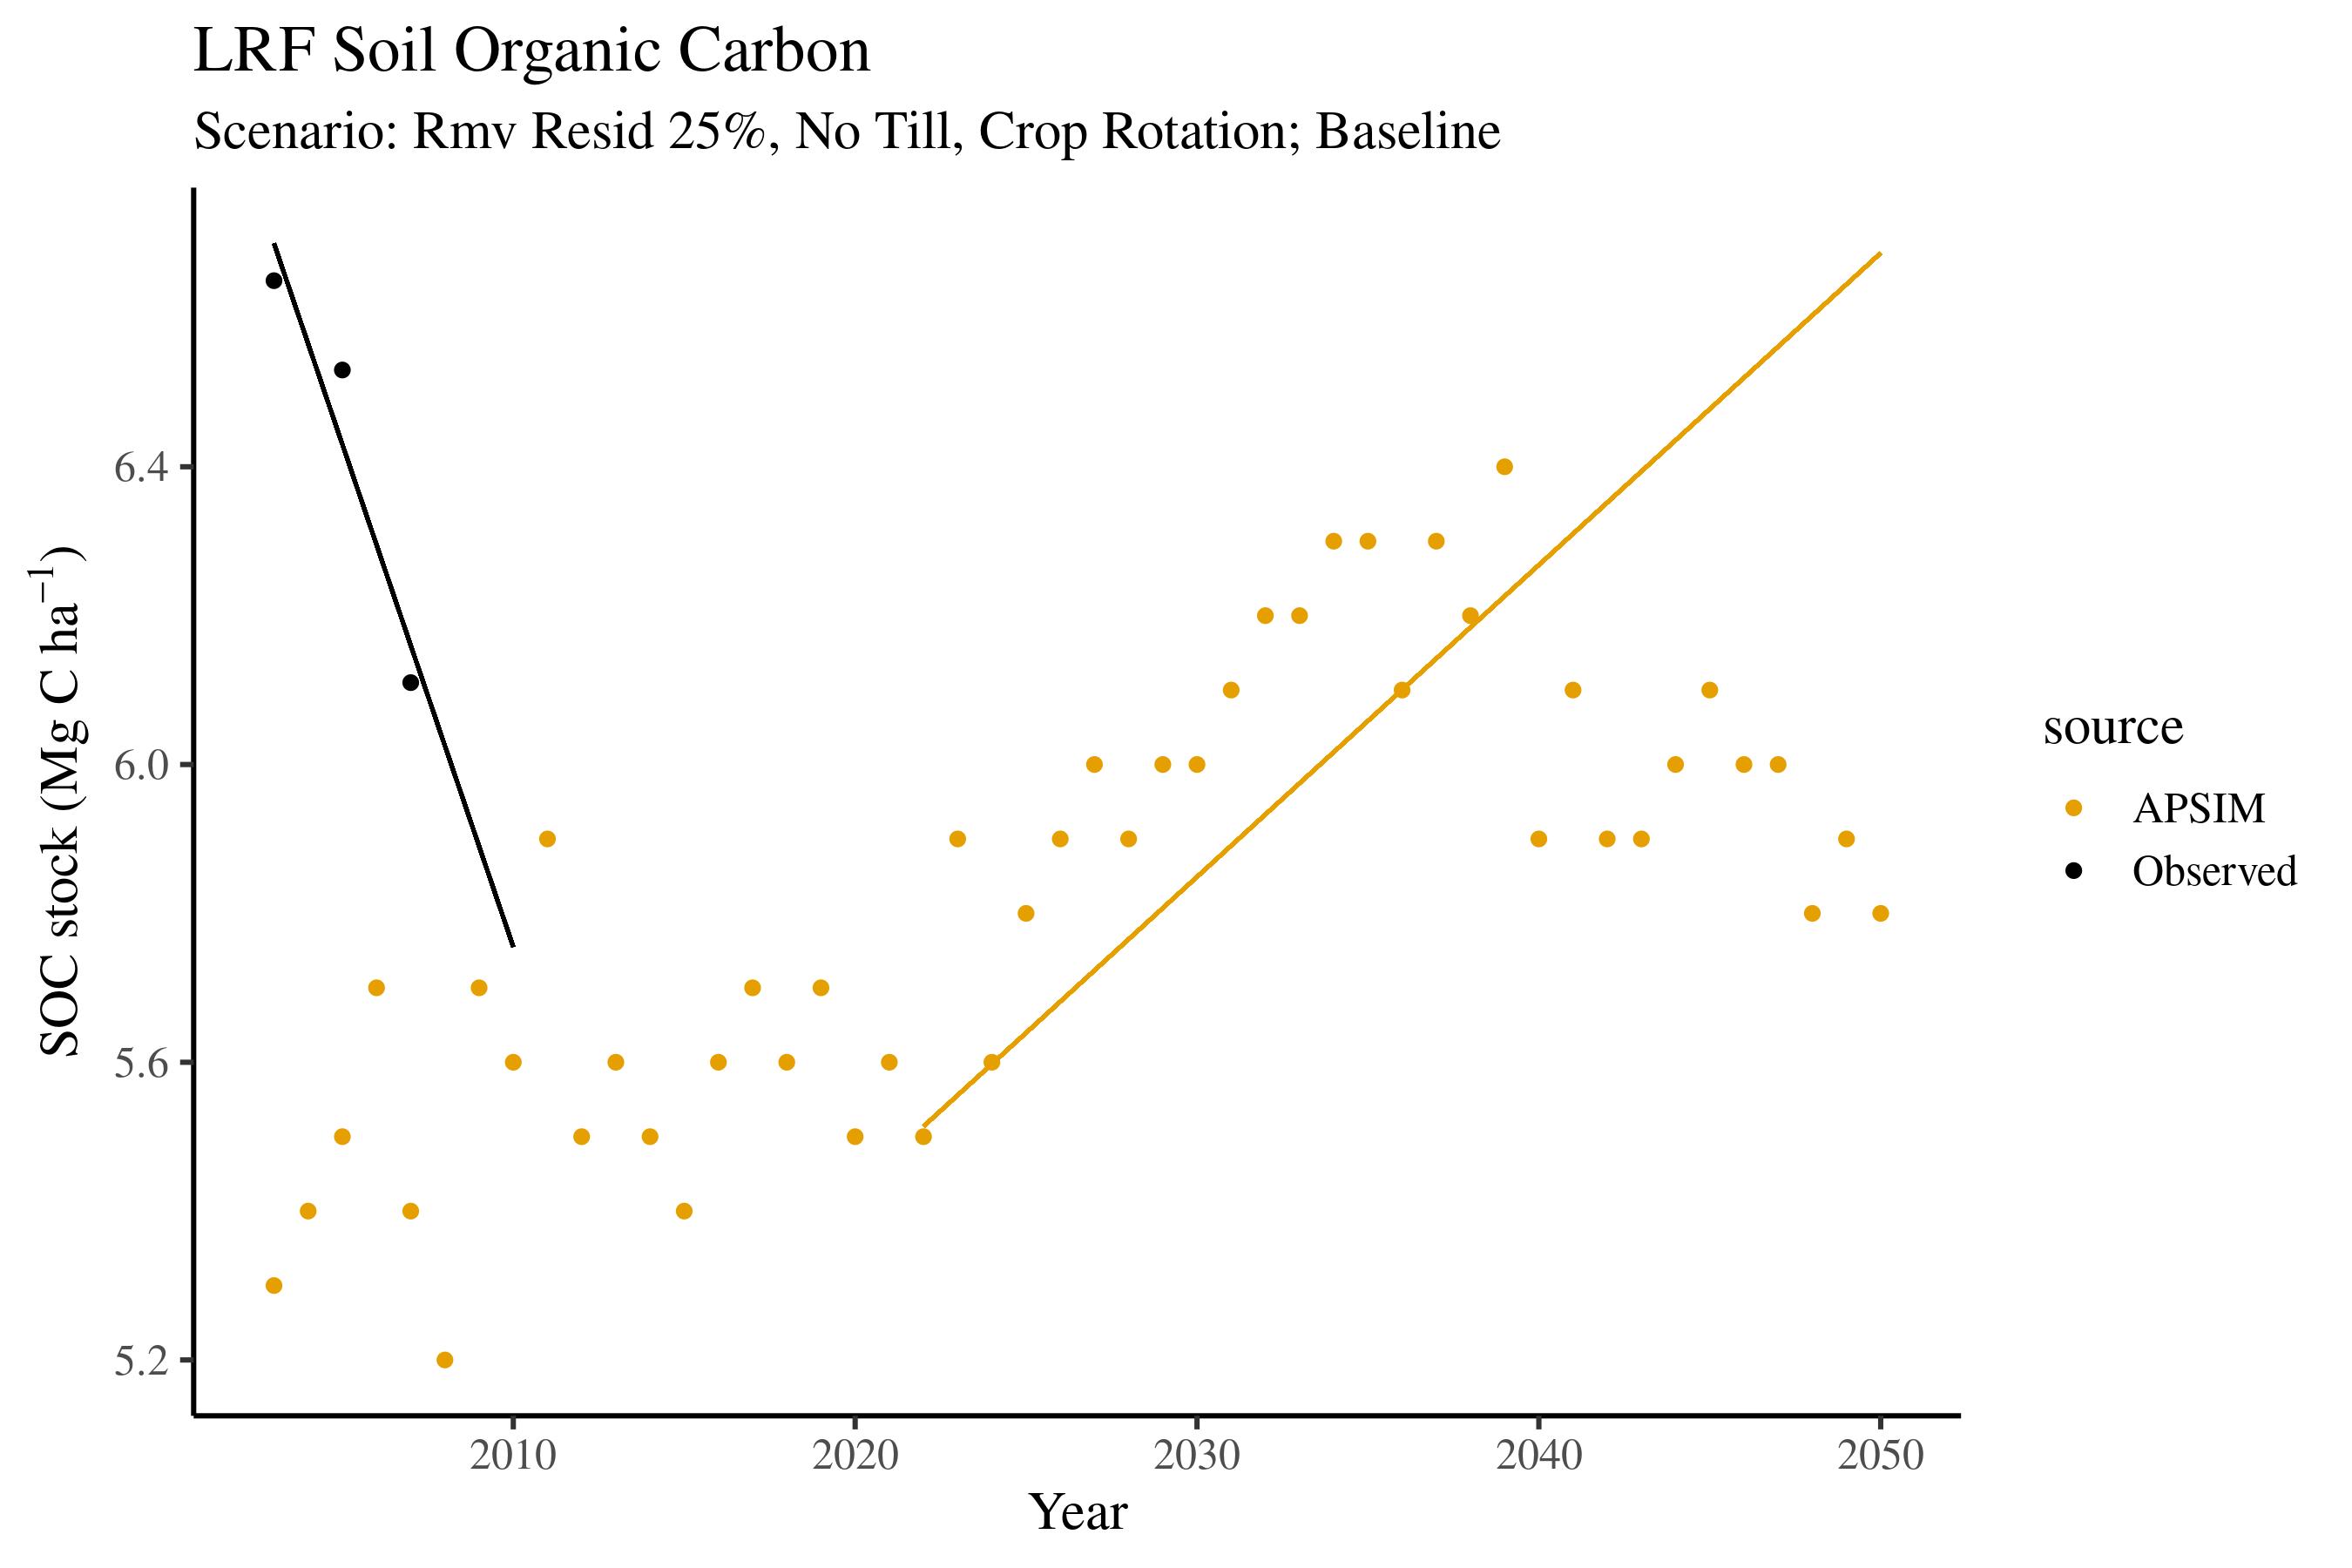 LRF Soil Organic Carbon
Scenario: Rmv Resid 25%, No Till, Crop Rotation; Baseline
SOC stock (Mg C ha⁻¹)
6.4
6.0
5.6
5.2
2010 2020 2030 2040 2050
Year
source
APSIM
Observed